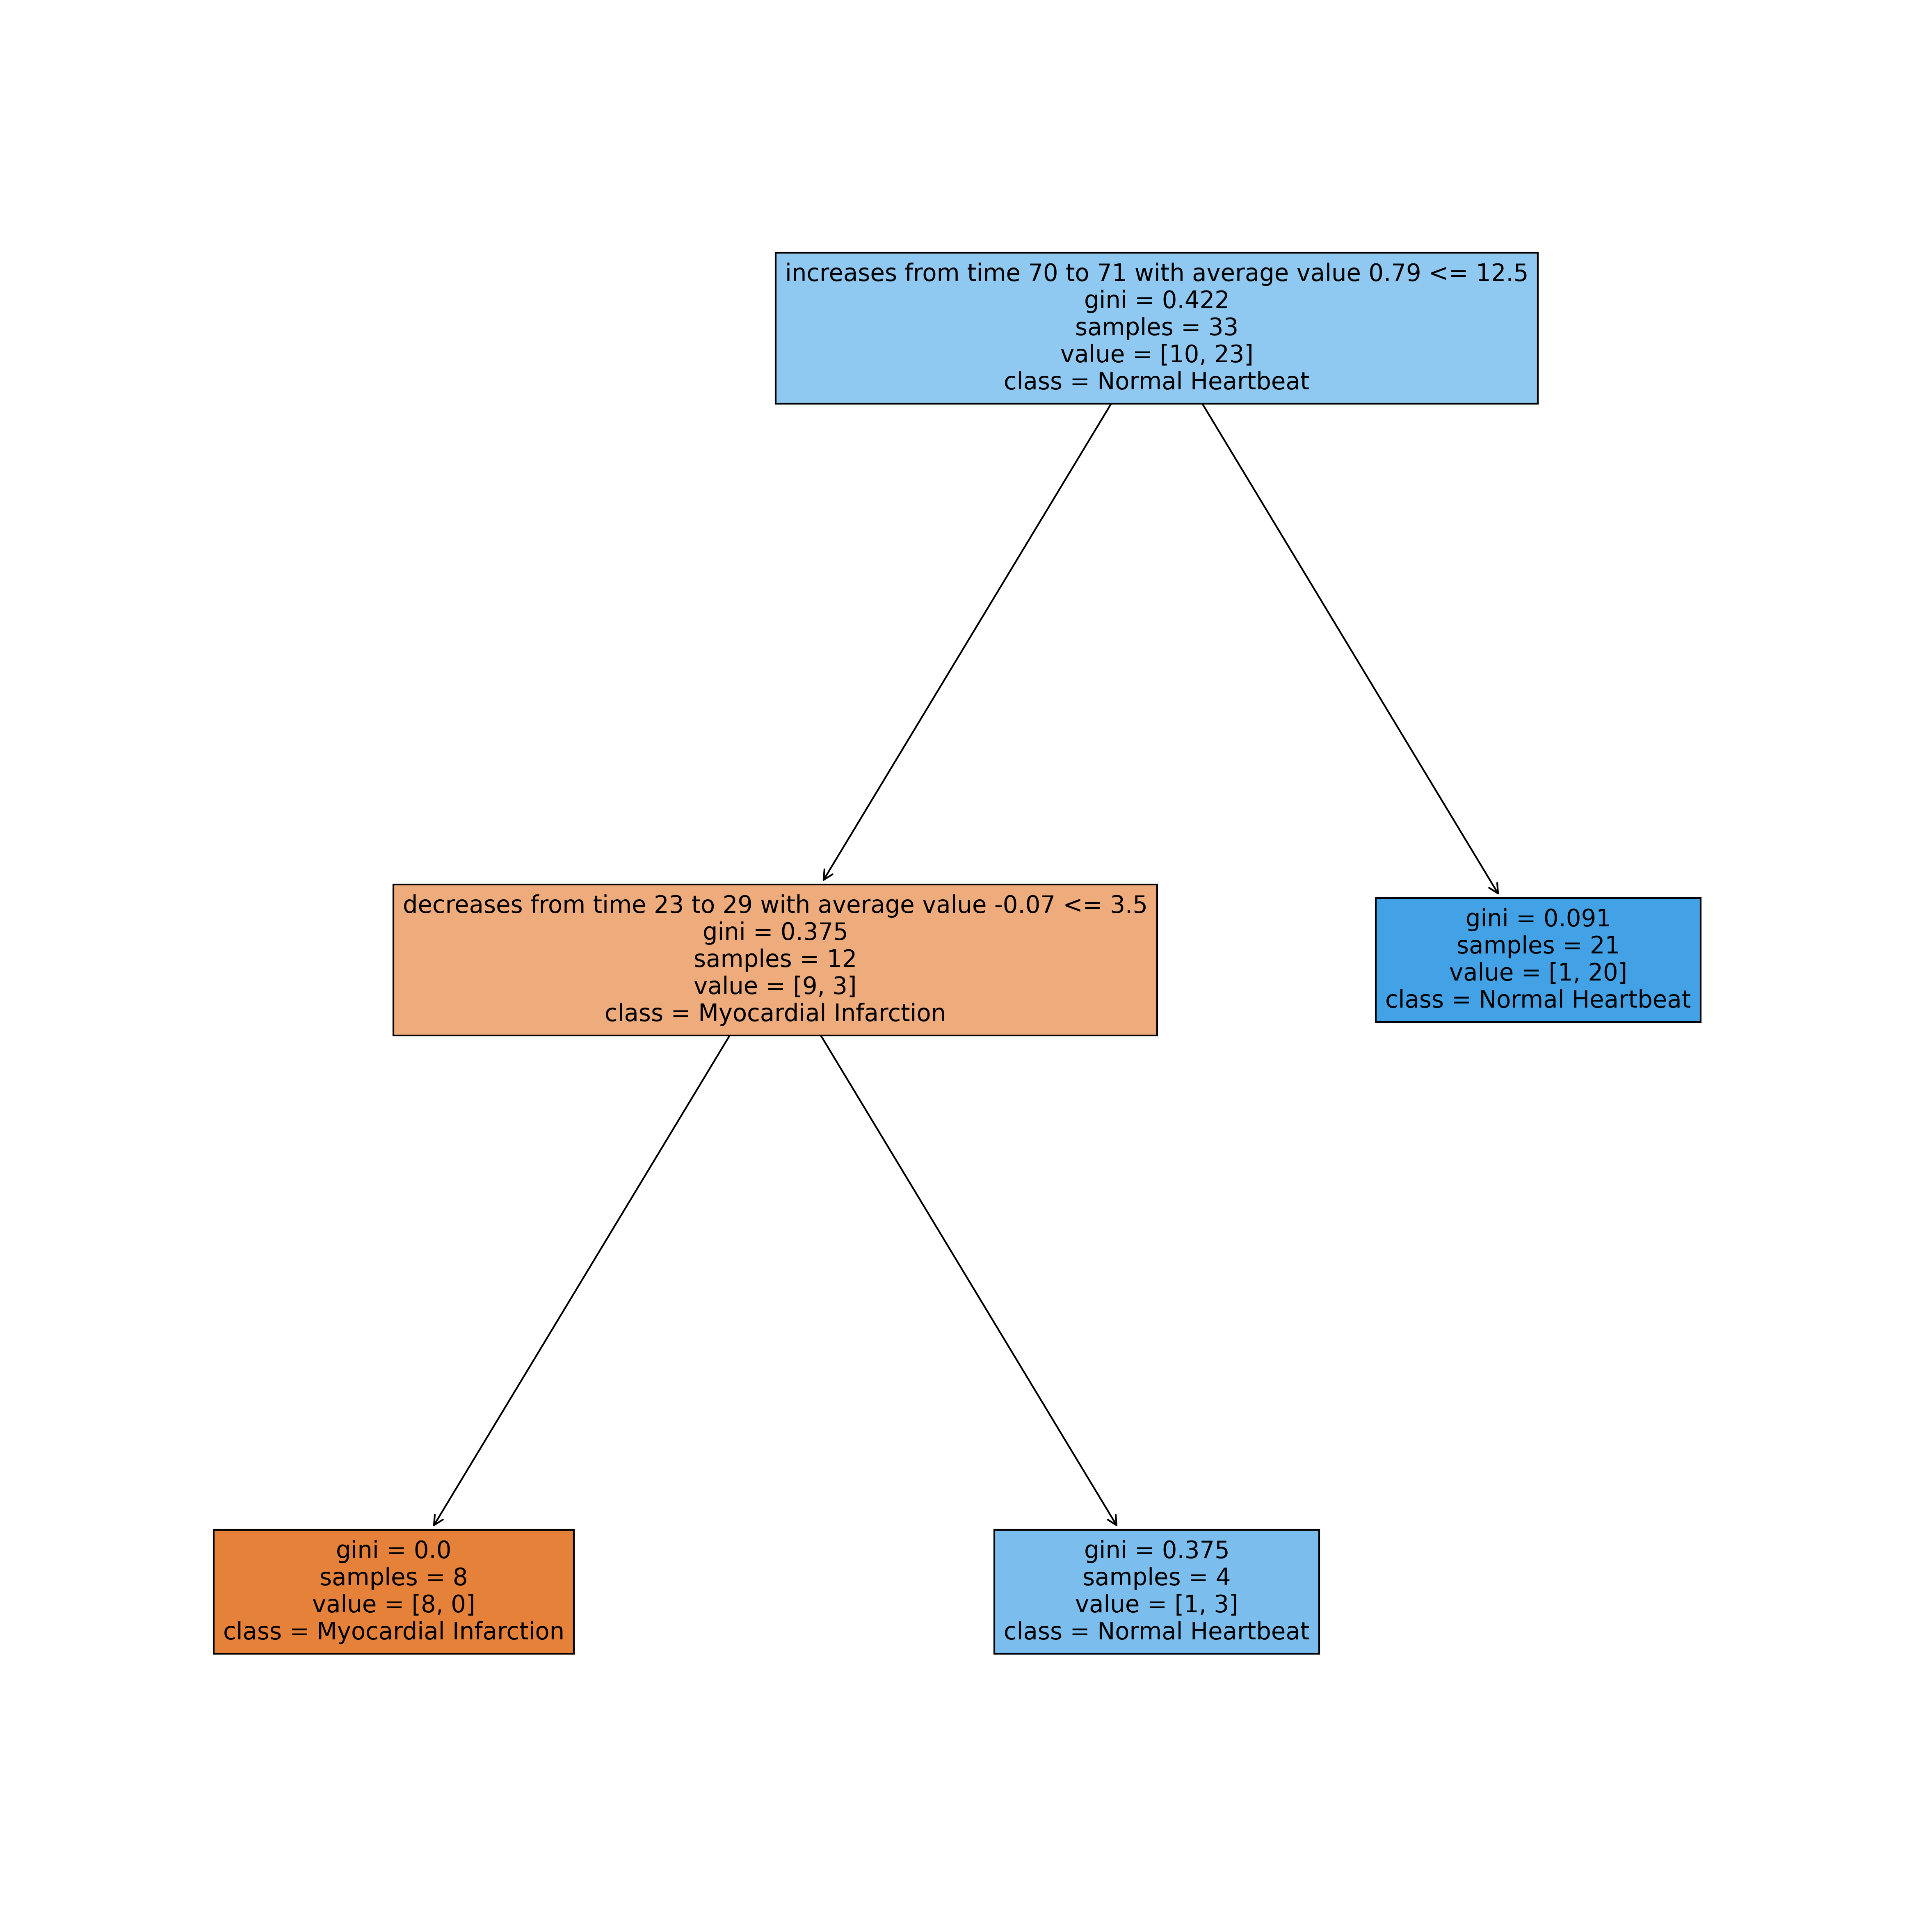 increases from time 70 to 71 with average value 0.79 <= 12.5
gini = 0.422
samples = 33
value = [10, 23]
class = Normal Heartbeat
decreases from time 23 to 29 with average value -0.07 <= 3.5
gini = 0.375
samples = 12
value = [9, 3]
class = Myocardial Infarction
gini = 0.091
samples = 21
value = [1, 20]
class = Normal Heartbeat
gini = 0.0
samples = 8
value = [8, 0]
class = Myocardial Infarction
gini = 0.375
samples = 4
value = [1, 3]
class = Normal Heartbeat